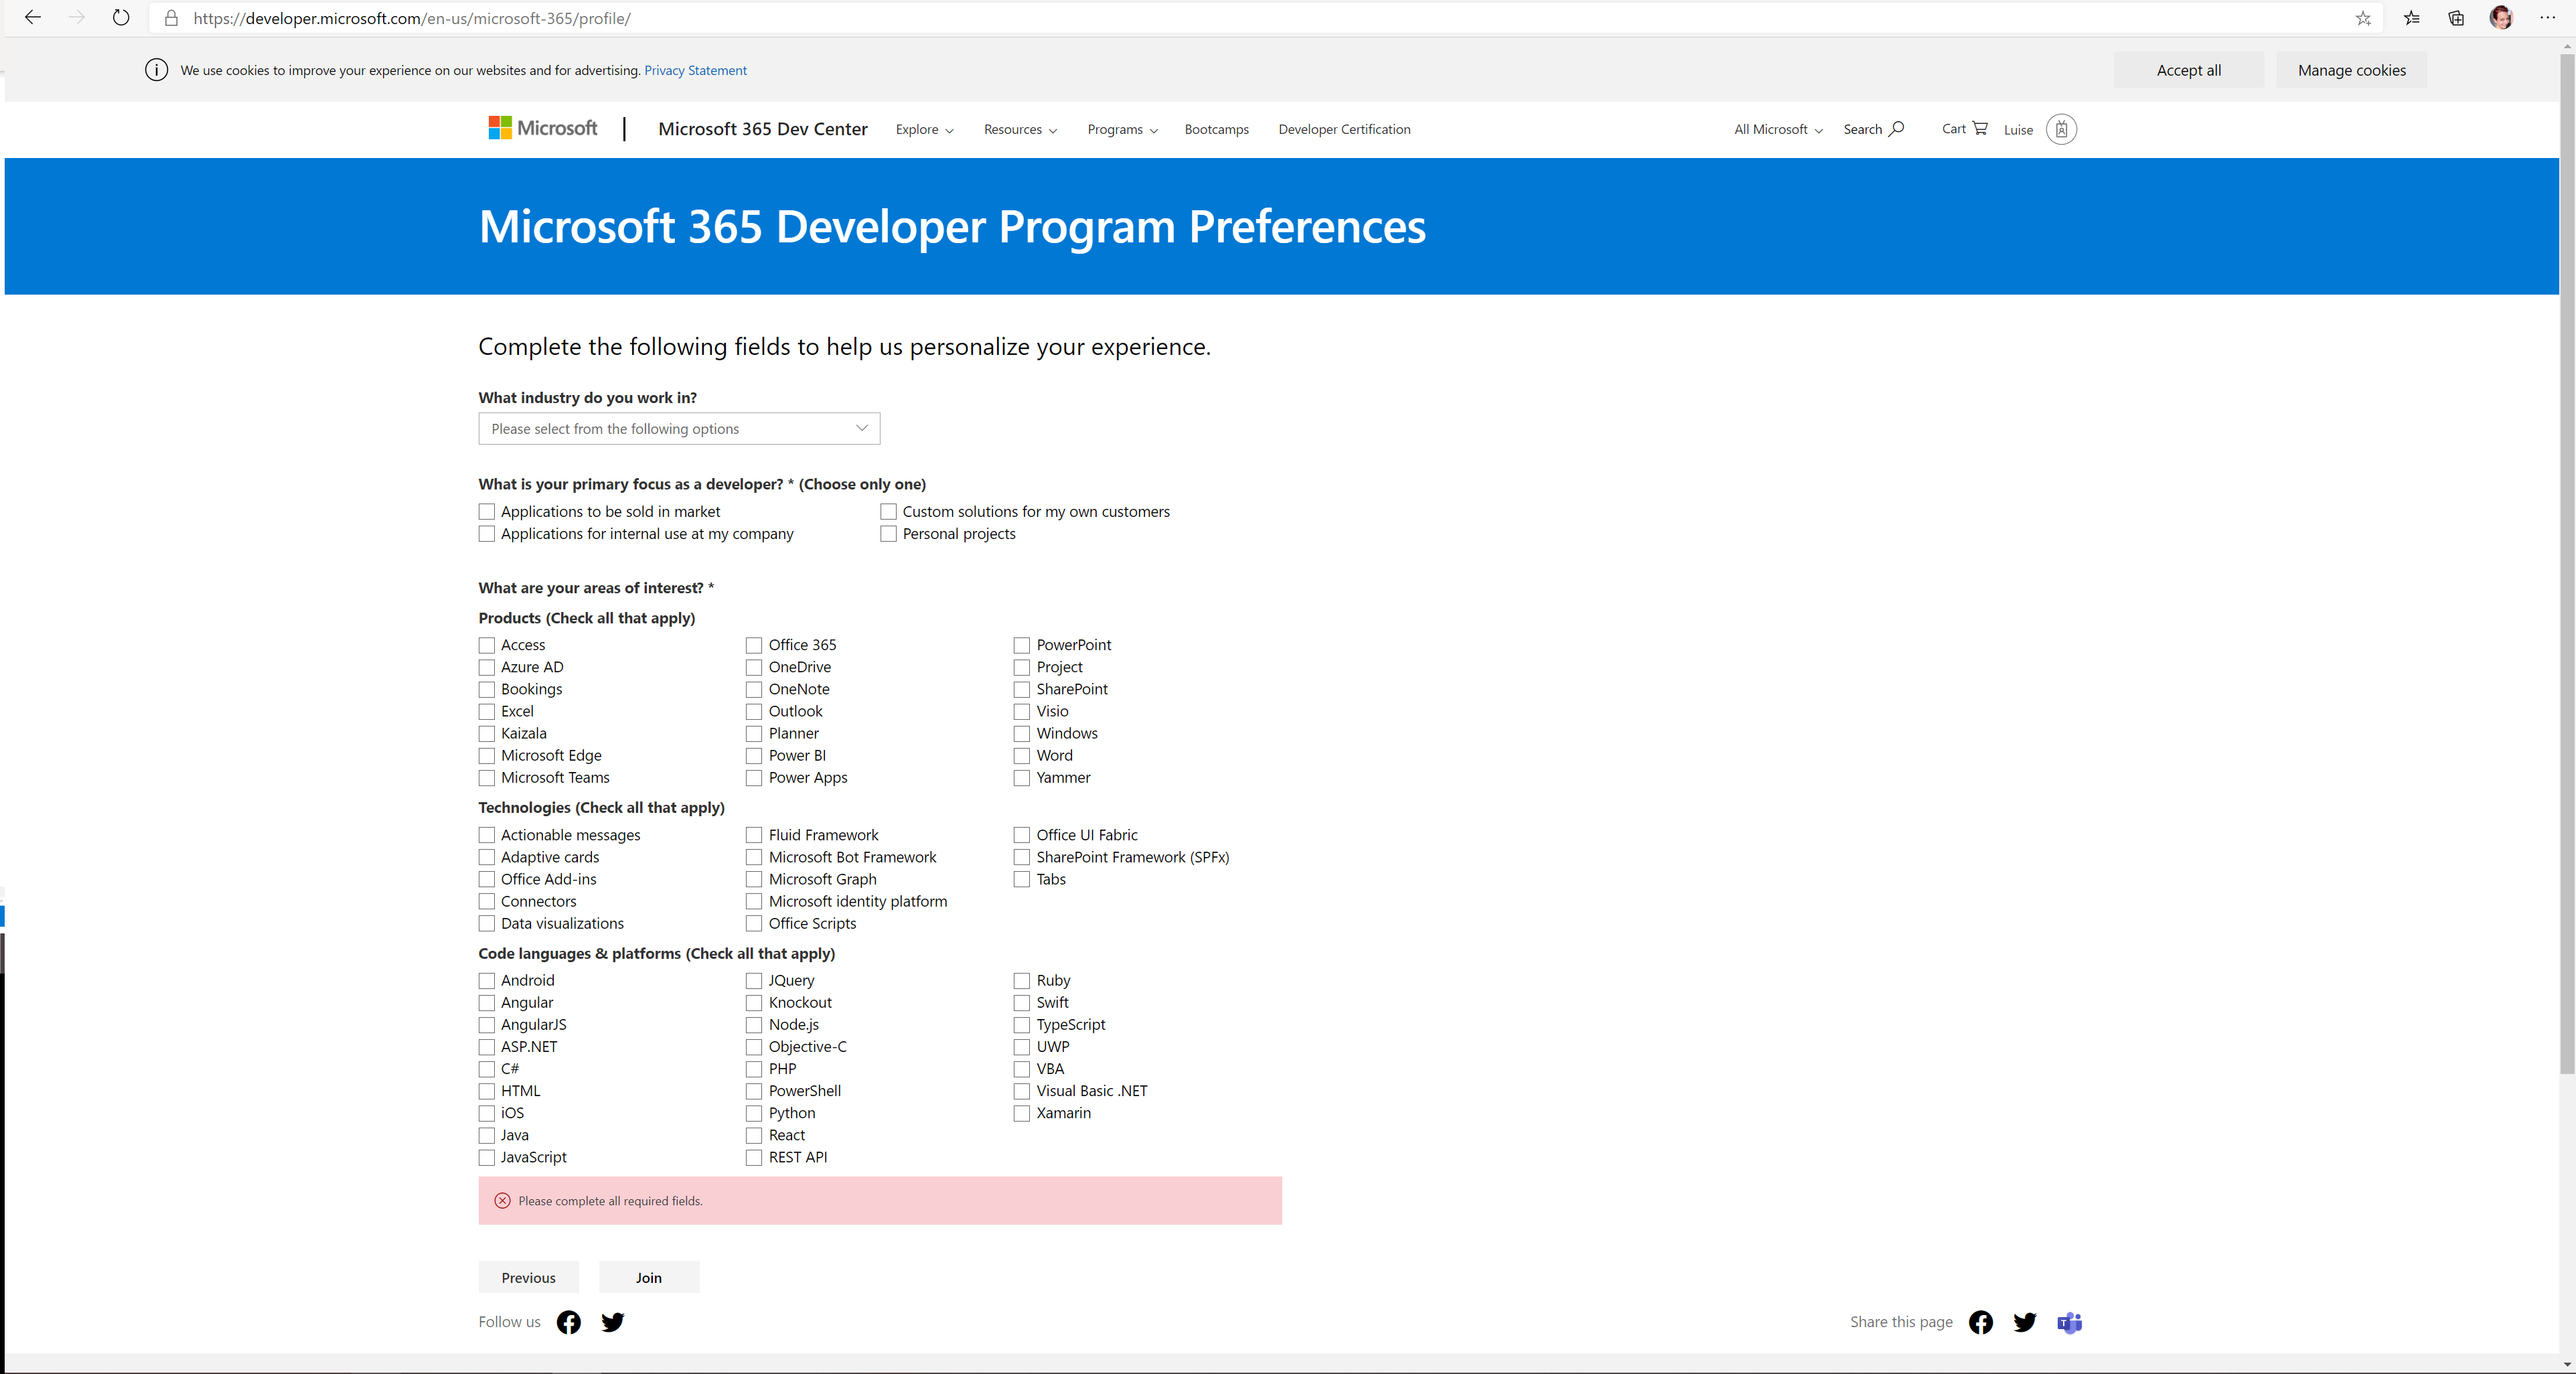 https://developer.microsoft.com/en-us/microsoft-365/profile/
We use cookies to improve your experience on our websites and for advertising. Privacy Statement
Accept all
Manage cookies
Microsoft
Microsoft 365 Dev Center
Explore
Resources
Programs
Bootcamps
Developer Certification
All Microsoft
Search
Cart
Luise
Microsoft 365 Developer Program Preferences
Complete the following fields to help us personalize your experience.
What industry do you work in?
Please select from the following options
What is your primary focus as a developer? * (Choose only one)
Applications to be sold in market
Custom solutions for my own customers
Applications for internal use at my company
Personal projects
What are your areas of interest? *
Products (Check all that apply)
Access
Azure AD
Bookings
Excel
Kaizala
Microsoft Edge
Microsoft Teams
Office 365
OneDrive
OneNote
Outlook
Planner
Power BI
Power Apps
PowerPoint
Project
SharePoint
Visio
Windows
Word
Yammer
Technologies (Check all that apply)
Actionable messages
Adaptive cards
Office Add-ins
Connectors
Data visualizations
Fluid Framework
Microsoft Bot Framework
Microsoft Graph
Microsoft identity platform
Office Scripts
Office UI Fabric
SharePoint Framework (SPFx)
Tabs
Code languages & platforms (Check all that apply)
Android
Angular
AngularJS
ASP.NET
C#
HTML
iOS
Java
JavaScript
JQuery
Knockout
Node.js
Objective-C
PHP
PowerShell
Python
React
REST API
Ruby
Swift
TypeScript
UWP
VBA
Visual Basic .NET
Xamarin
Please complete all required fields.
Previous
Join
Follow us
Share this page